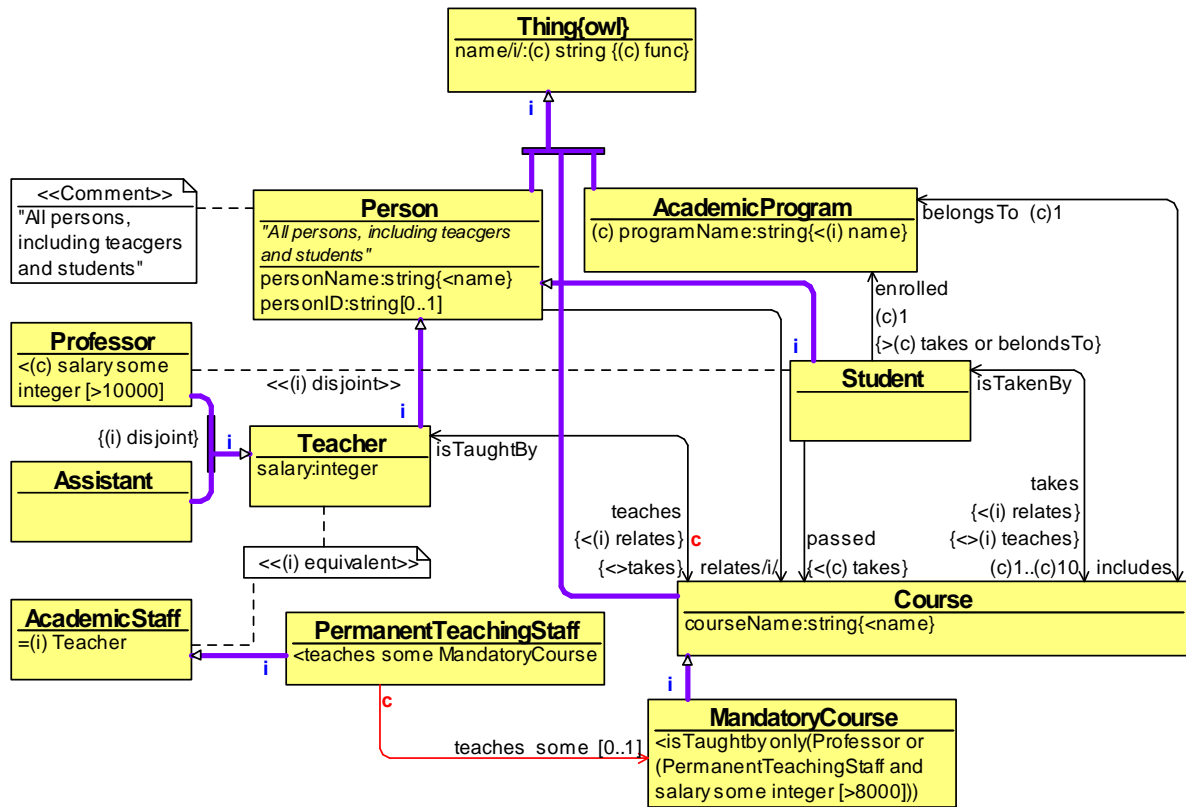 Thing{owl}
name/i/:(c) string {(c) func}
i
<<Comment>>
"All persons,
including teacgers
and students"
Person
"All persons, including teacgers
and students"
personName:string{<name}
personID:string[0..1]
AcademicProgram
(c) programName:string{<(i) name}
belongsTo (c)1
enrolled
(c)1
{>(c) takes or belondsTo}
Professor
<(c) salary some
integer [>10000]
<<(i) disjoint>>
i
i
Student
isTakenBy
{(i) disjoint}
i
Teacher
salary:integer
isTaughtBy
Assistant
teaches
{<(i) relates}
c
{<>takes}
relates/i/
passed
{<(c) takes}
takes
{<(i) relates}
{<>(i) teaches}
(c)1..(c)10
includes
<<(i) equivalent>>
AcademicStaff
=(i) Teacher
i
PermanentTeachingStaff
<teaches some MandatoryCourse
Course
courseName:string{<name}
i
c
teaches some [0..1]
MandatoryCourse
<isTaughtby only(Professor or
(PermanentTeachingStaff and
salary some integer [>8000]))